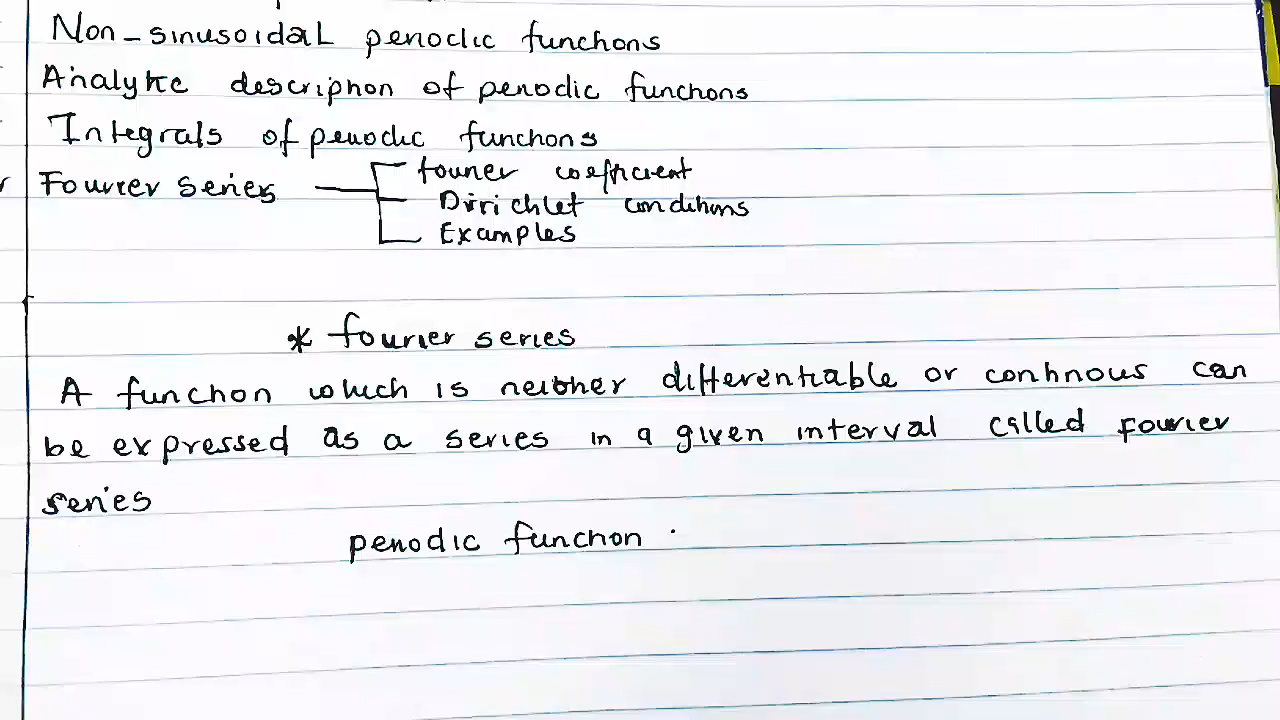 Non-sinusoidal periodic functions
Analytic description of periodic functions
Integrals of periodic functions
Fourier series
fourier coefficient
Dirichlet conditions
Examples
* fourier series
A function which is neither differentiable or continous can
be expressed as a series in a given interval called fourier
series
periodic function